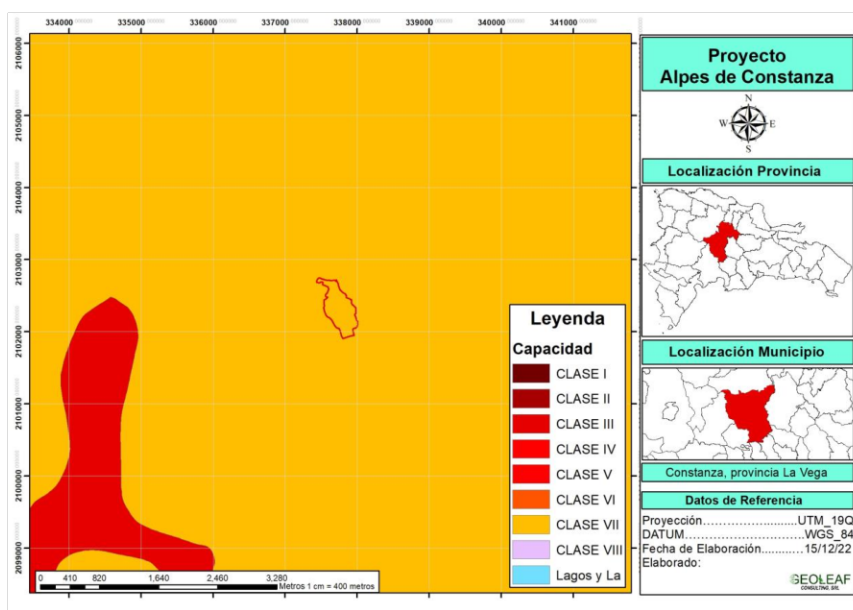 334000 335000 336000 337000 338000 339000 340000 341000
2106000
2105000
2104000
2103000
2102000
2101000
2100000
2099000
0 410 820 1,640 2,460 3,280
Metros 1 cm = 400 metros
Leyenda
Capacidad
CLASE I
CLASE II
CLASE III
CLASE IV
CLASE V
CLASE VI
CLASE VII
CLASE VIII
Lagos y La
Proyecto
Alpes de Constanza
N
W E
S
Localización Provincia
Localización Municipio
Constanza, provincia La Vega
Datos de Referencia
Proyección......................UTM_19Q
DATUM.........................WGS_84
Fecha de Elaboración............15/12/22
Elaborado:
GEOLEAF
CONSULTING, SRL